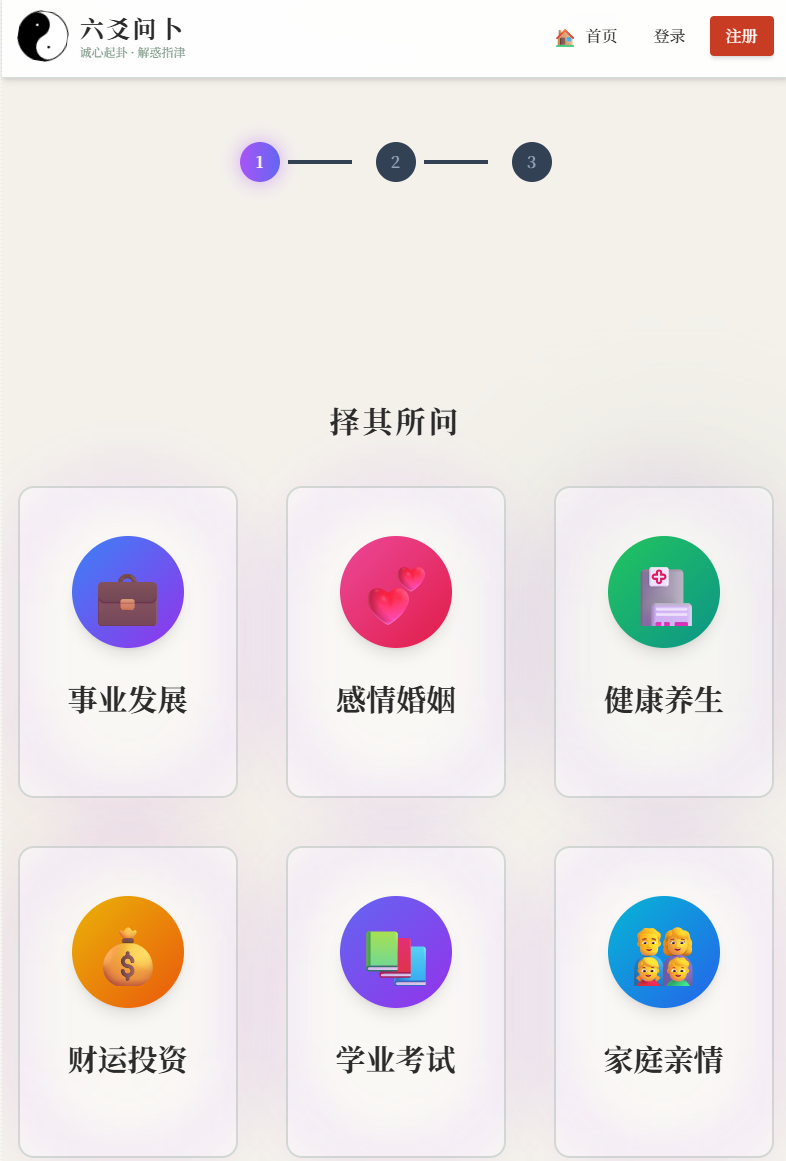 六爻问卜
诚心起卦 · 解惑指津
首页 登录 注册
1 2 3
择其所问
事业发展 感情婚姻 健康养生
$
财运投资 学业考试 家庭亲情